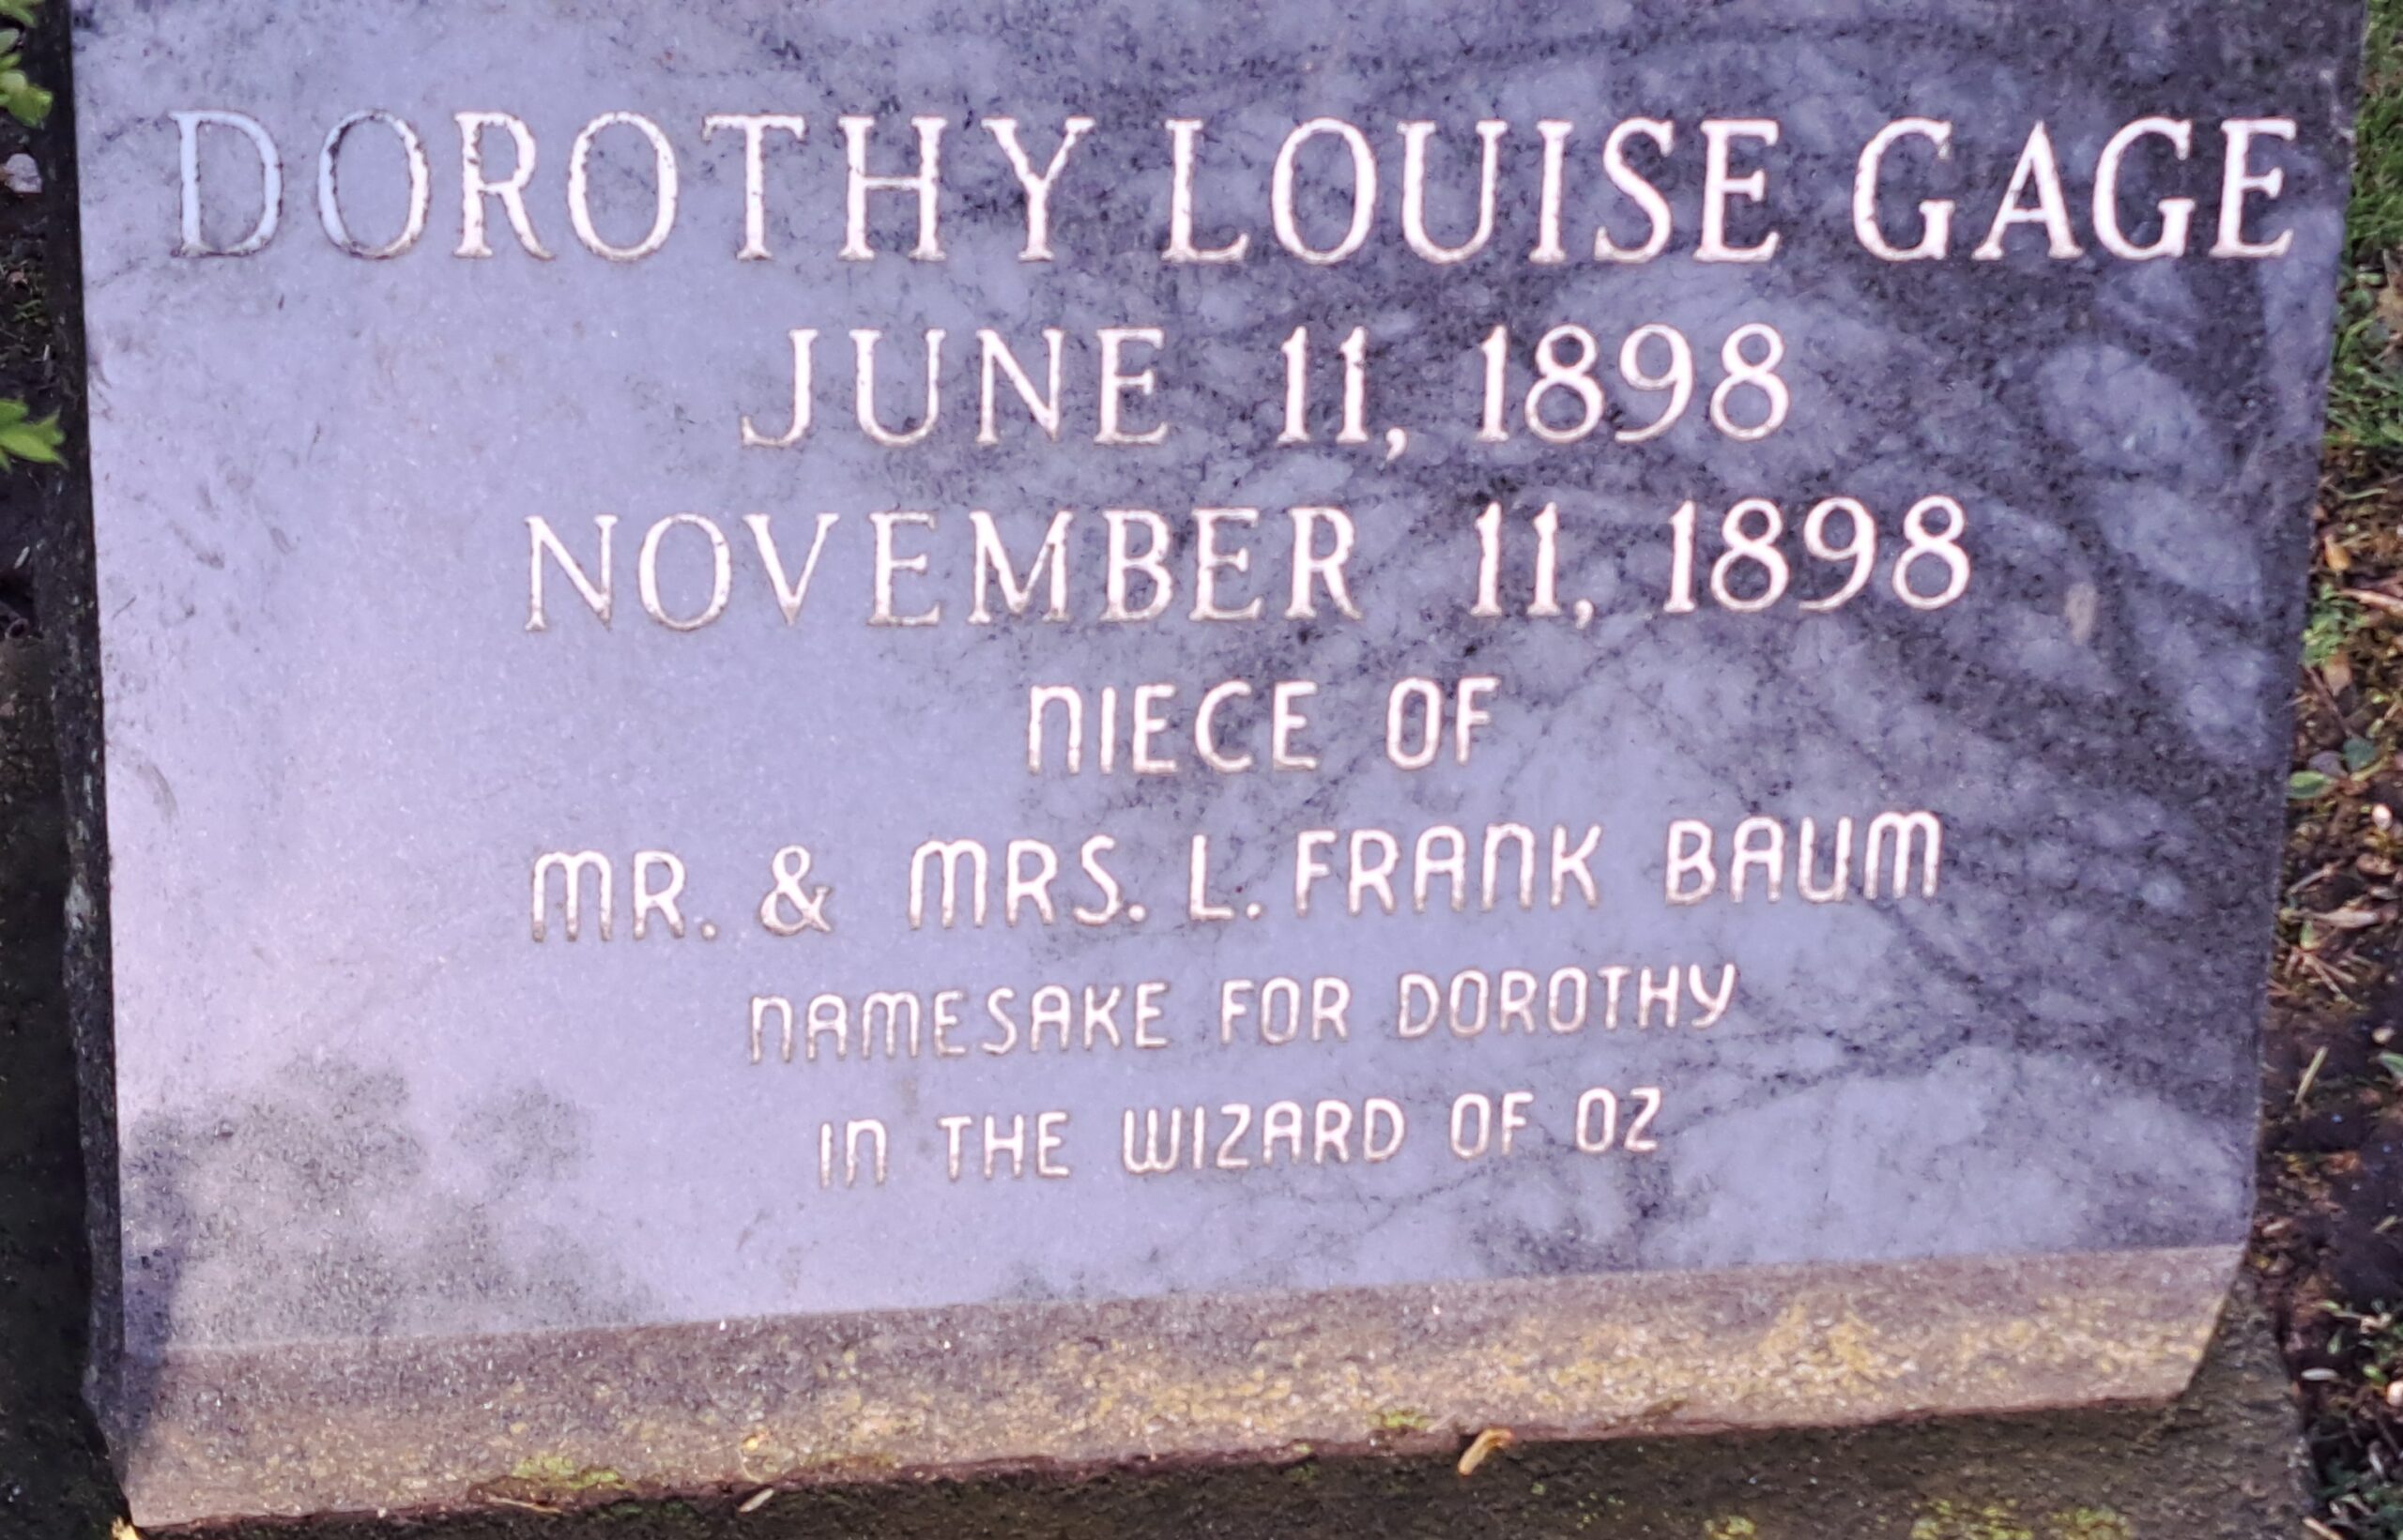 DOROTHY LOUISE GAGE
JUNE 11, 1898
NOVEMBER 11, 1898
NIECE OF
MR. & MRS. L. FRANK BAUM
NAMESAKE FOR DOROTHY
IN THE WIZARD OF OZ